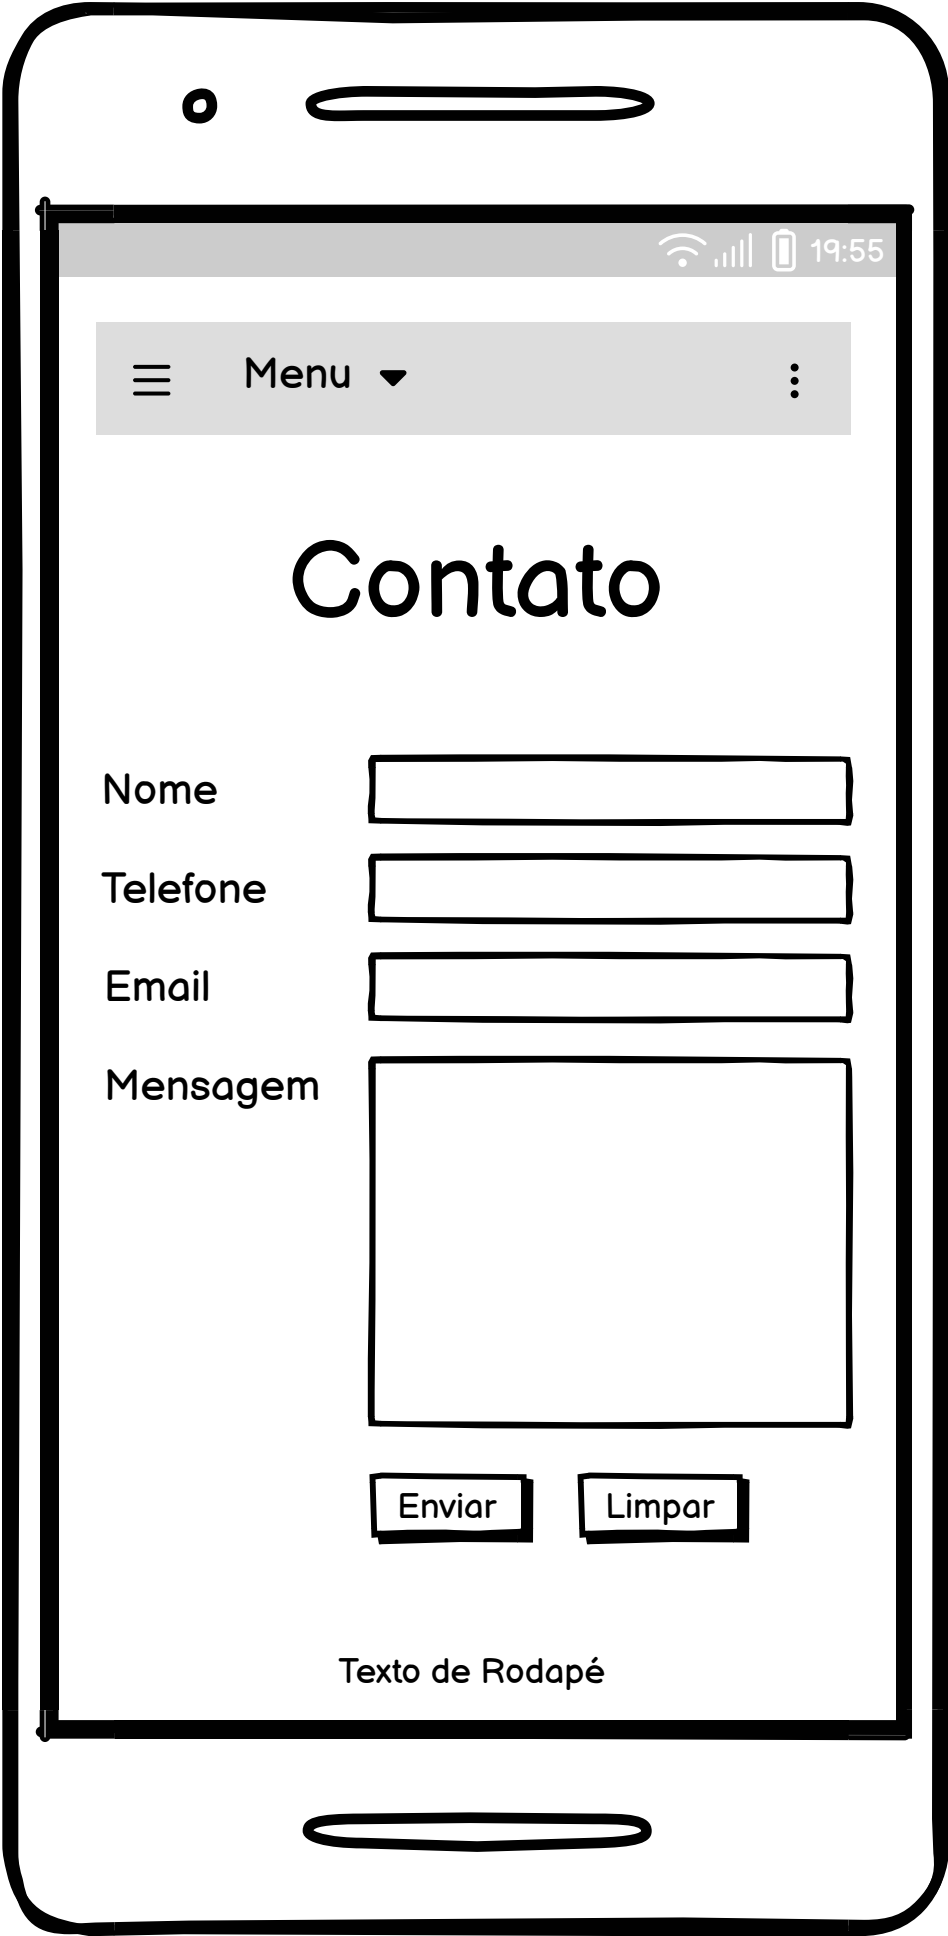 19:55
Menu
Contato
Nome
Telefone
Email
Mensagem
Enviar Limpar
Texto de Rodapé